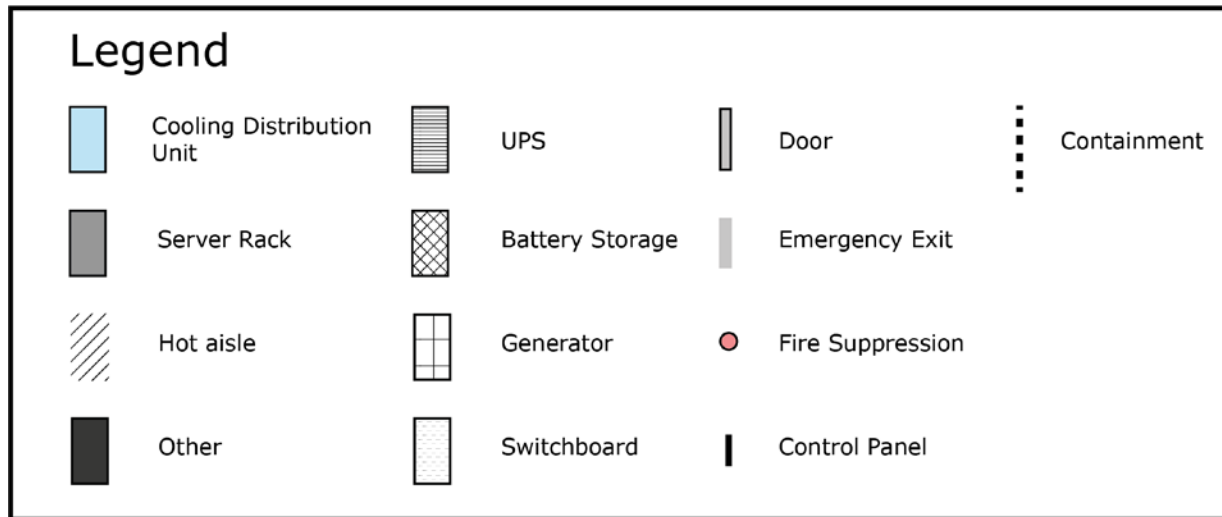 Legend
Cooling Distribution
Unit
UPS
Door
Containment
Server Rack
Battery Storage
Emergency Exit
Hot aisle
Generator
Fire Suppression
Other
Switchboard
Control Panel